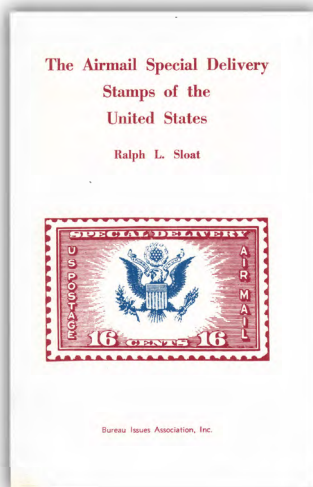 The Airmail Special Delivery
Stamps of the
United States
Ralph L. Sloat
SPECIAL DELIVERY
U.S. POSTAGE
AIR MAIL
16 CENTS 16
Bureau Issues Association, Inc.